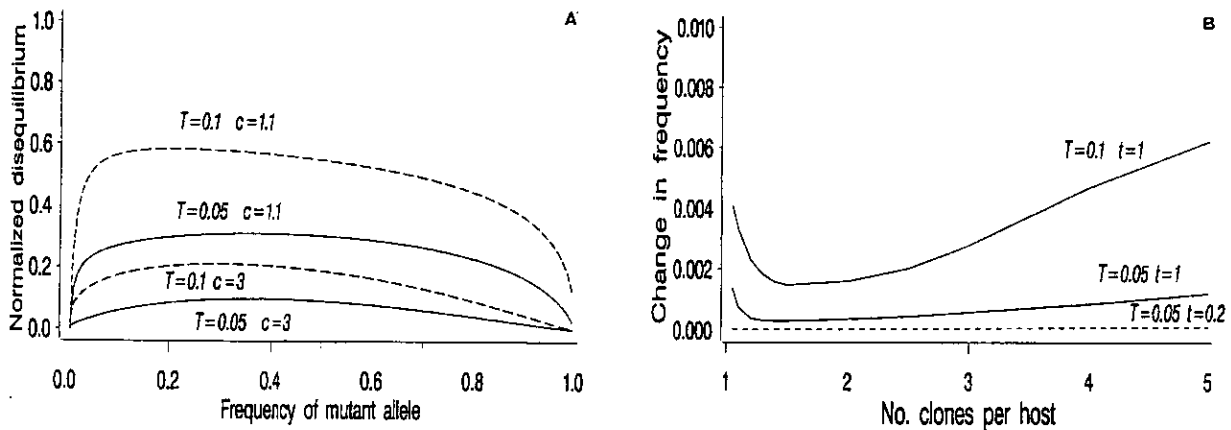 A
Normalized disequilibrium
1.0
0.8
0.6
0.4
0.2
0.0
T=0.1 c=1.1
T=0.05 c=1.1
T=0.1 c=3
T=0.05 c=3
0.0 0.2 0.4 0.6 0.8 1.0
Frequency of mutant allele
B
Change in frequency
0.010
0.008
0.006
0.004
0.002
0.000
T=0.1 t=1
T=0.05 t=1
T=0.05 t=0.2
1 2 3 4 5
No. clones per host